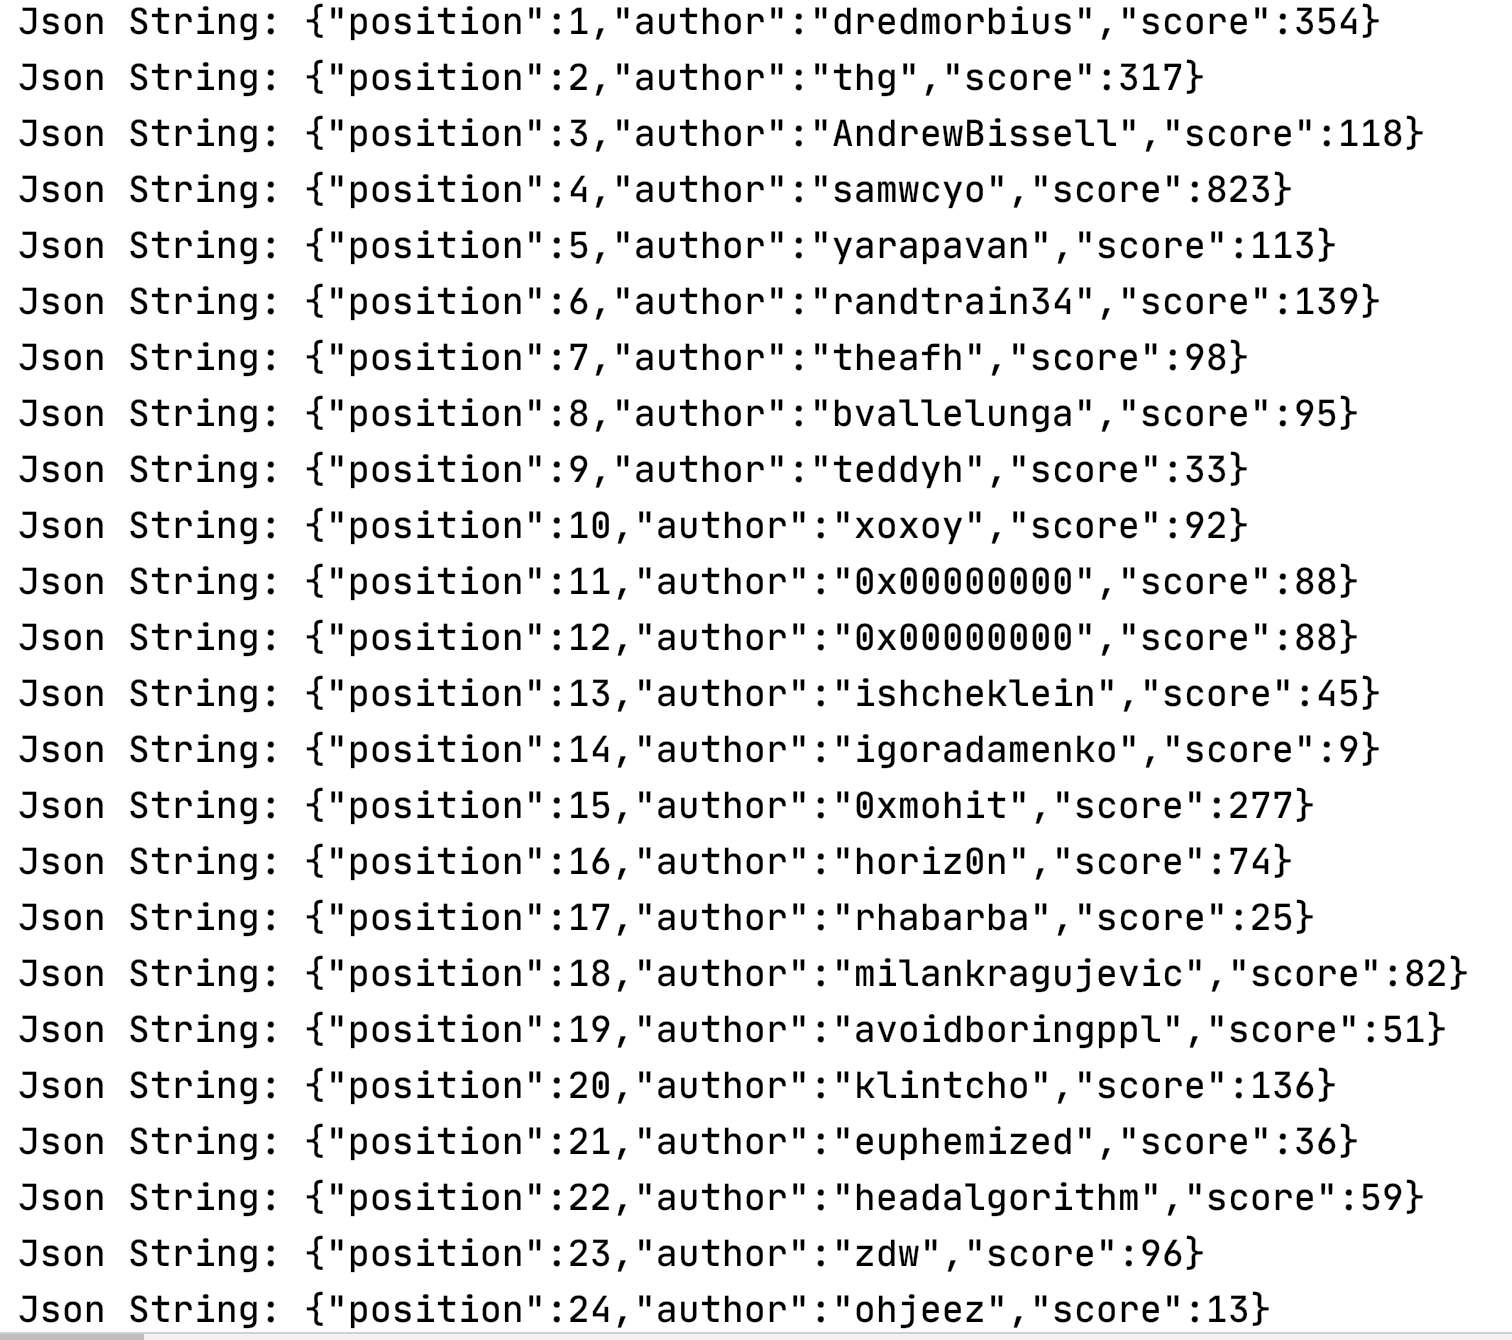 Json String: {"position":1,"author":"dredmorbius","score":354}
Json String: {"position":2,"author":"thg","score":317}
Json String: {"position":3,"author":"AndrewBissell","score":118}
Json String: {"position":4,"author":"samwcyo","score":823}
Json String: {"position":5,"author":"yarapavan","score":113}
Json String: {"position":6,"author":"randtrain34","score":139}
Json String: {"position":7,"author":"theafh","score":98}
Json String: {"position":8,"author":"bvallelunga","score":95}
Json String: {"position":9,"author":"teddyh","score":33}
Json String: {"position":10,"author":"xoxoy","score":92}
Json String: {"position":11,"author":"0x00000000","score":88}
Json String: {"position":12,"author":"0x00000000","score":88}
Json String: {"position":13,"author":"ishcheklein","score":45}
Json String: {"position":14,"author":"igoradamenko","score":9}
Json String: {"position":15,"author":"0xmohit","score":277}
Json String: {"position":16,"author":"horiz0n","score":74}
Json String: {"position":17,"author":"rhabarba","score":25}
Json String: {"position":18,"author":"milankragujevic","score":82}
Json String: {"position":19,"author":"avoidboringppl","score":51}
Json String: {"position":20,"author":"klintcho","score":136}
Json String: {"position":21,"author":"euphemized","score":36}
Json String: {"position":22,"author":"headalgorithm","score":59}
Json String: {"position":23,"author":"zdw","score":96}
Json String: {"position":24,"author":"ohjeez","score":13}